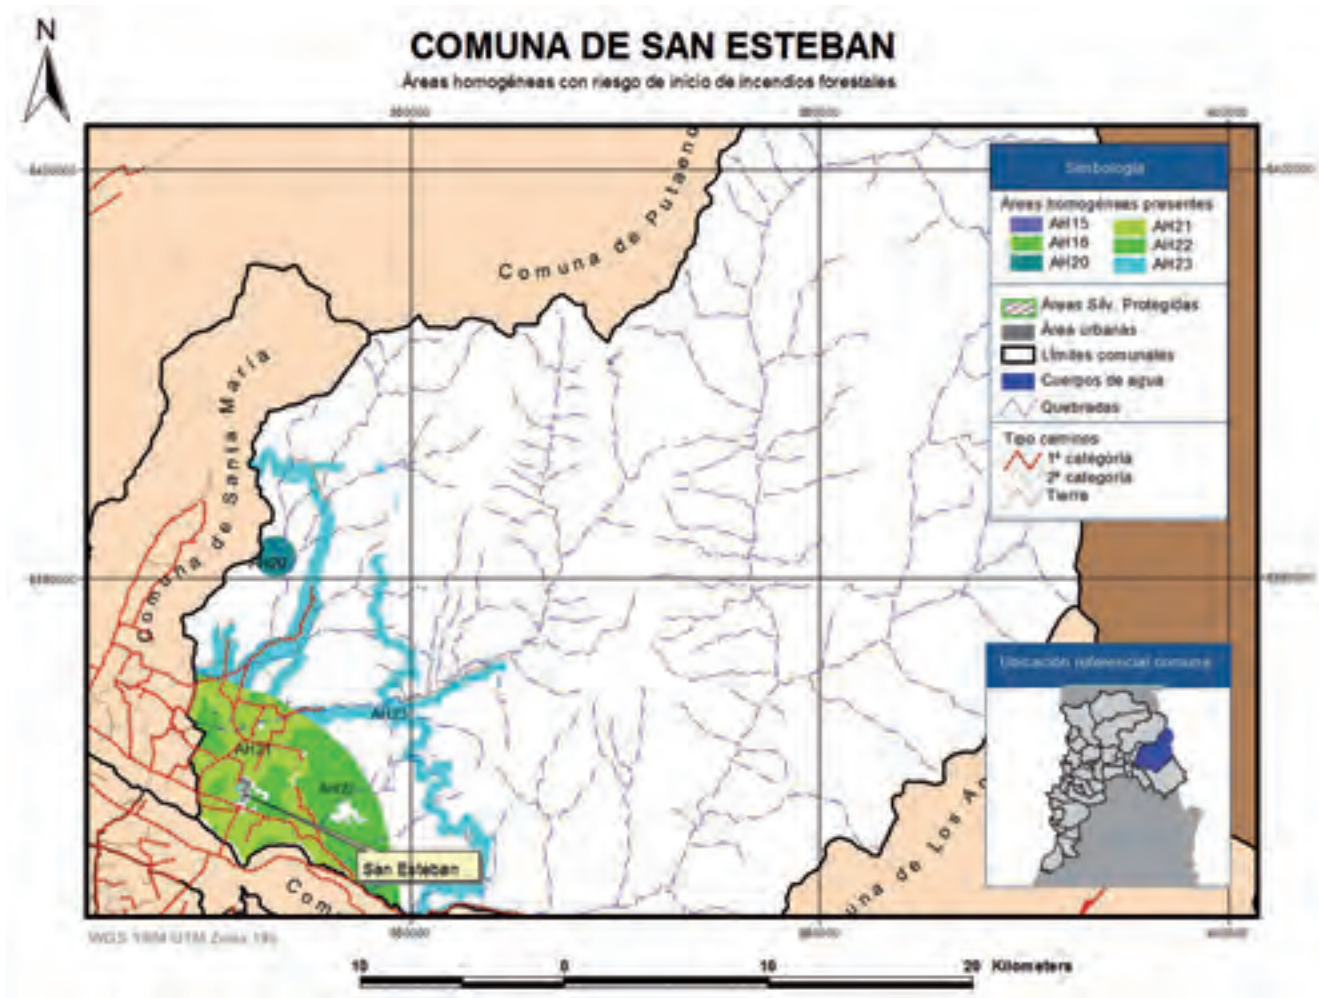 N
COMUNA DE SAN ESTEBAN
Áreas homogéneas con riesgo de inicio de incendios forestales
Simbología
Áreas homogéneas presentes
AH15
AH21
AH16
AH22
AH20
AH23
Áreas Silv. Protegidas
Área urbanas
Límites comunales
Cuerpos de agua
Quebradas
Tipo caminos
1ª categoría
2ª categoría
Tierra
Comuna de Putaendo
Comuna de Santa María
AH20
AH23
AH21
AH22
San Esteban
Com
una de Los An
Ubicación referencial comuna
WGS 1984 UTM Zona 19s
10 0 10 20 Kilometers